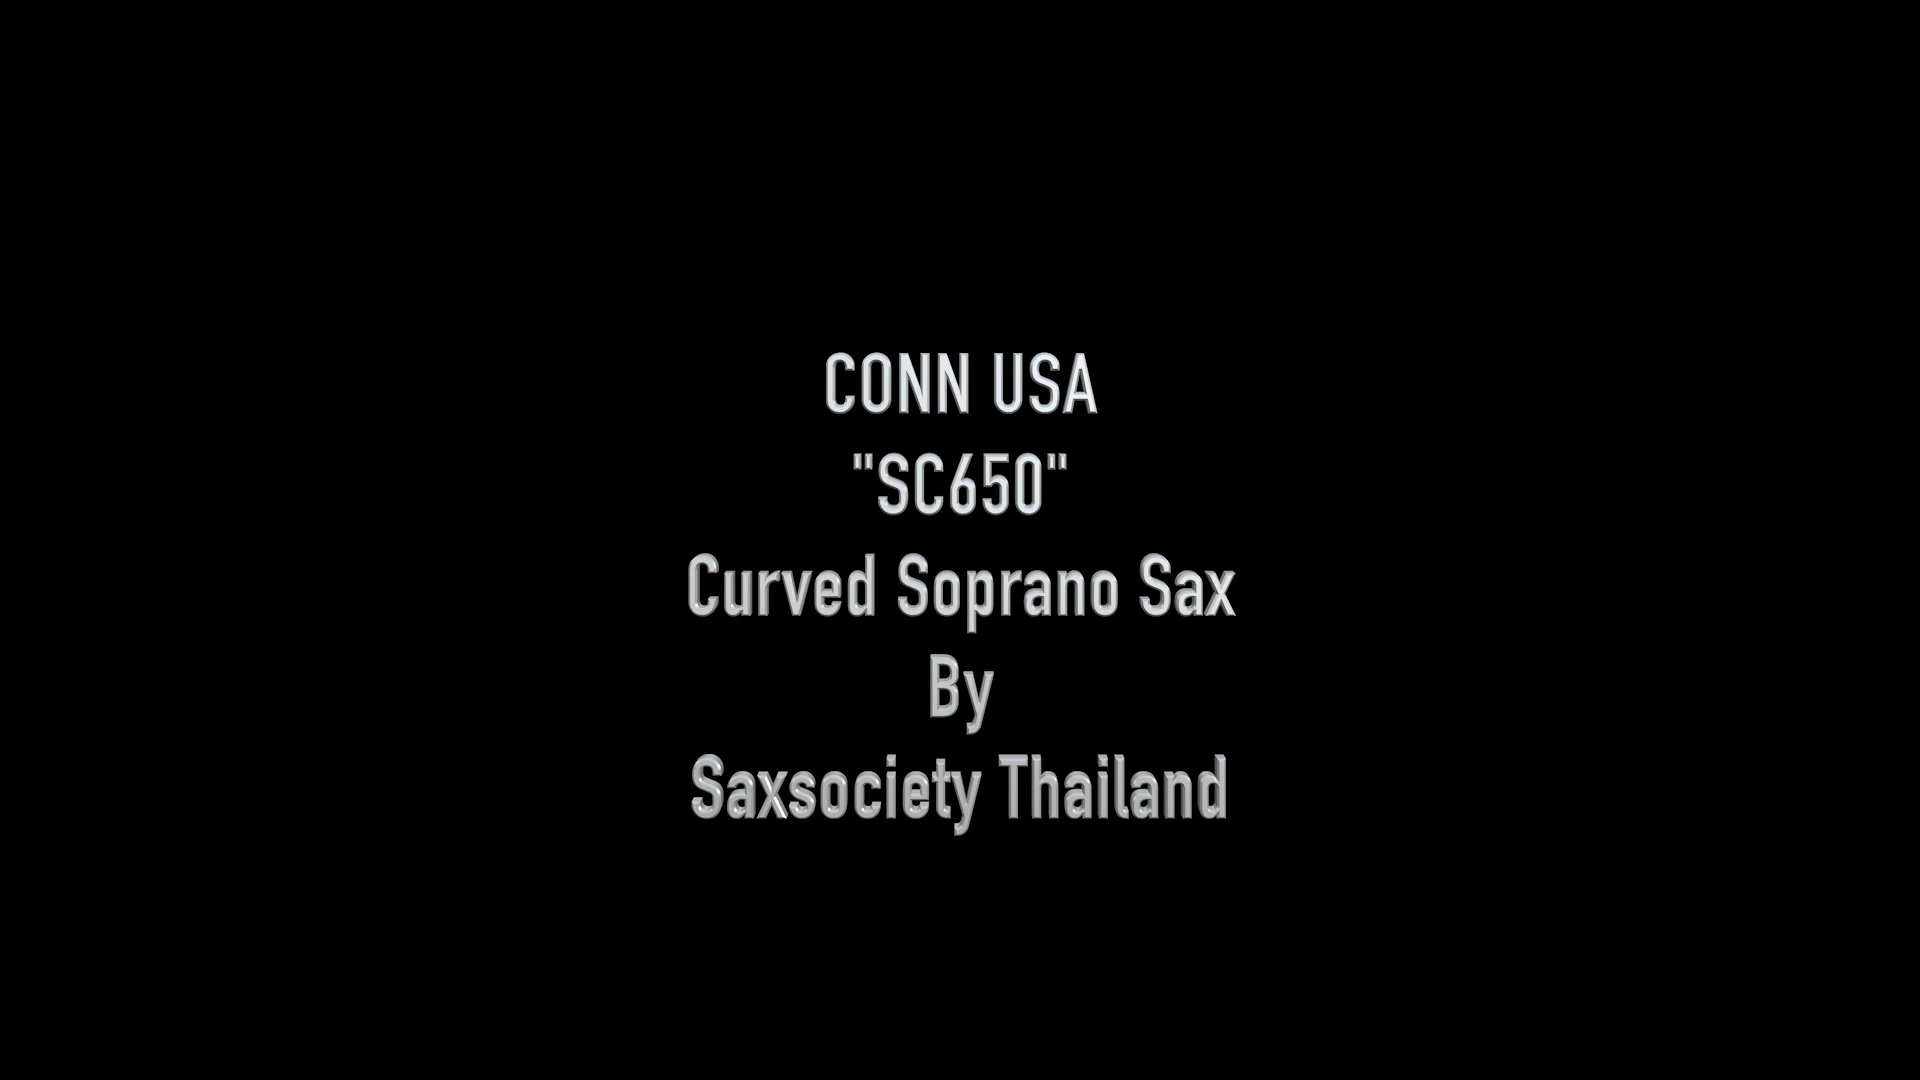 CONN USA
"SC650"
Curved Soprano Sax
By
Saxsociety Thailand